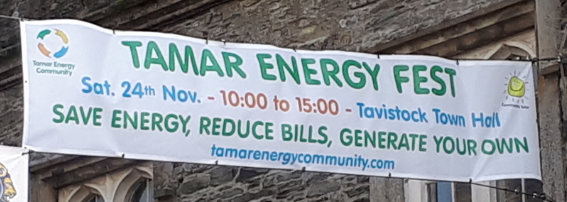 Tamar Energy
Community
TAMAR ENERGY FEST
Sat. 24th Nov. - 10:00 to 15:00 - Tavistock Town Hall
SAVE ENERGY, REDUCE BILLS, GENERATE YOUR OWN
tamarenergycommunity.com